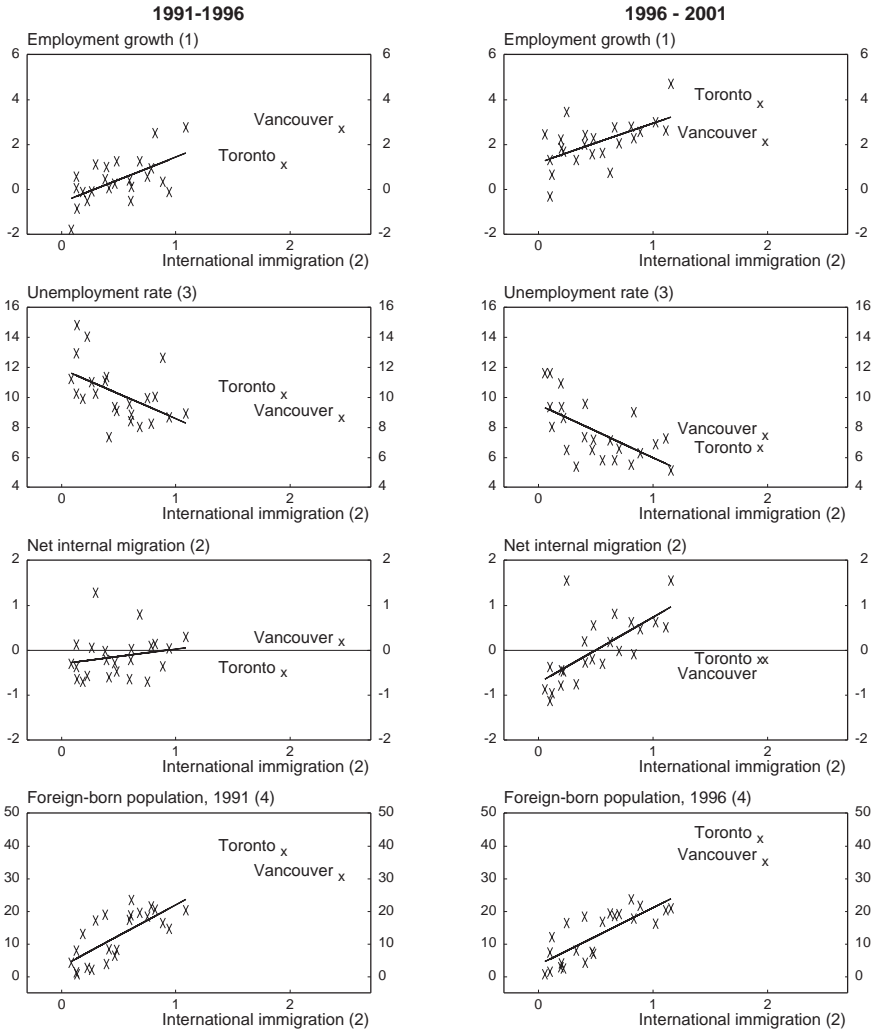 1991-1996
Employment growth (1)
6 6
4 4
2 2
0 0
-2 -2
Vancouver x
Toronto x
0 1 2
International immigration (2)
Unemployment rate (3)
16 16
14 14
12 12
10 10
8 8
6 6
4 4
Toronto x
Vancouver x
0 1 2
International immigration (2)
Net internal migration (2)
2 2
1 1
0 0
-1 -1
-2 -2
Vancouver x
Toronto x
0 1 2
International immigration (2)
Foreign-born population, 1991 (4)
50 50
40 40
30 30
20 20
10 10
0 0
Toronto x
Vancouver x
0 1 2
International immigration (2)
1996 - 2001
Employment growth (1)
6 6
4 4
2 2
0 0
-2 -2
Toronto x
Vancouver x
0 1 2
International immigration (2)
Unemployment rate (3)
16 16
14 14
12 12
10 10
8 8
6 6
4 4
Vancouver x
Toronto x
0 1 2
International immigration (2)
Net internal migration (2)
2 2
1 1
0 0
-1 -1
-2 -2
Toronto x x
Vancouver
0 1 2
International immigration (2)
Foreign-born population, 1996 (4)
50 50
40 40
30 30
20 20
10 10
0 0
Toronto x
Vancouver x
0 1 2
International immigration (2)